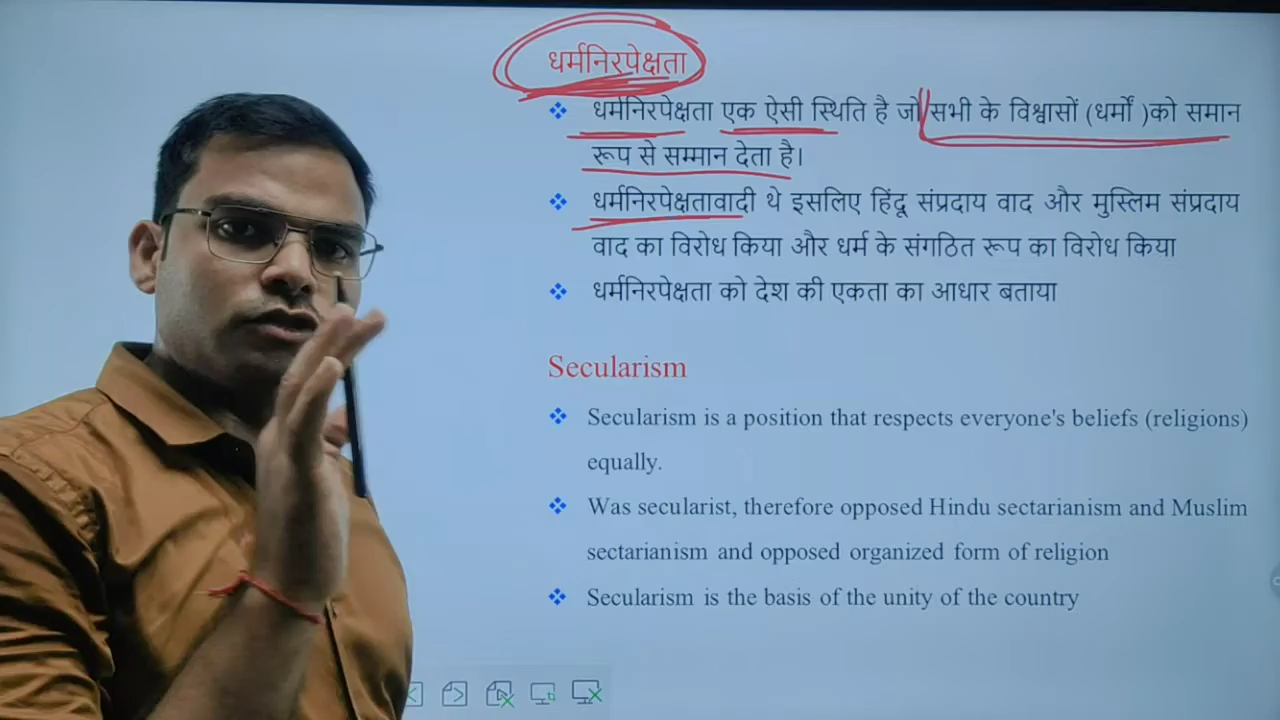 धर्मनिरपेक्षता
धर्मनिरपेक्षता एक ऐसी स्थिति है जो सभी के विश्वासों (धर्मों )को समान
रूप से सम्मान देता है।
धर्मनिरपेक्षतावादी थे इसलिए हिंदू संप्रदाय वाद और मुस्लिम संप्रदाय
वाद का विरोध किया और धर्म के संगठित रूप का विरोध किया
धर्मनिरपेक्षता को देश की एकता का आधार बताया
Secularism
Secularism is a position that respects everyone's beliefs (religions)
equally.
Was secularist, therefore opposed Hindu sectarianism and Muslim
sectarianism and opposed organized form of religion
Secularism is the basis of the unity of the country